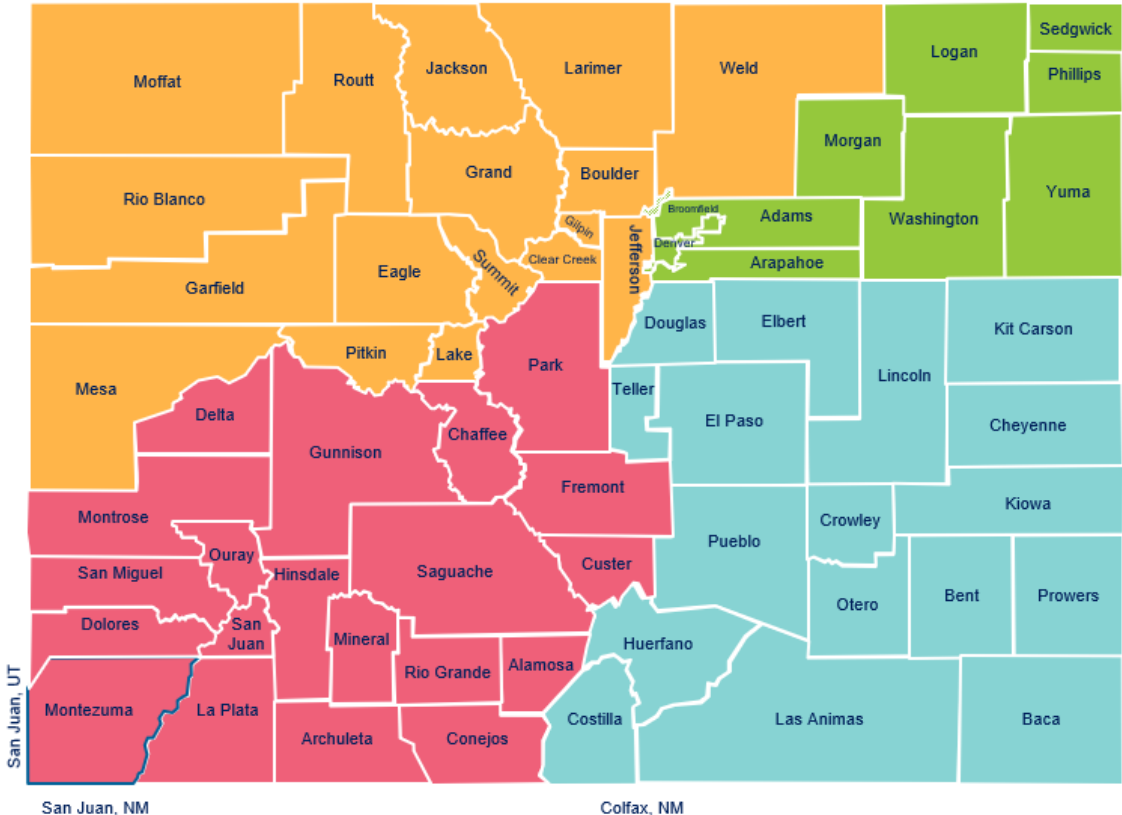 Sedgwick
Logan
Jackson
Larimer
Weld
Phillips
Moffat
Routt
Morgan
Grand
Boulder
Yuma
Rio Blanco
Broomfield
Adams
Washington
Gilpin
Jefferson
Denver
Clear Creek
Arapahoe
Eagle
Summit
Garfield
Douglas
Elbert
Kit Carson
Pitkin
Lake
Park
Lincoln
Mesa
Teller
Delta
El Paso
Cheyenne
Chaffee
Gunnison
Fremont
Kiowa
Montrose
Crowley
Pueblo
Ouray
Custer
San Miguel
Hinsdale
Saguache
Bent
Prowers
Otero
Dolores
San
Juan
Mineral
Huerfano
Rio Grande
Alamosa
San Juan, UT
Montezuma
La Plata
Costilla
Las Animas
Baca
Archuleta
Conejos
San Juan, NM
Colfax, NM